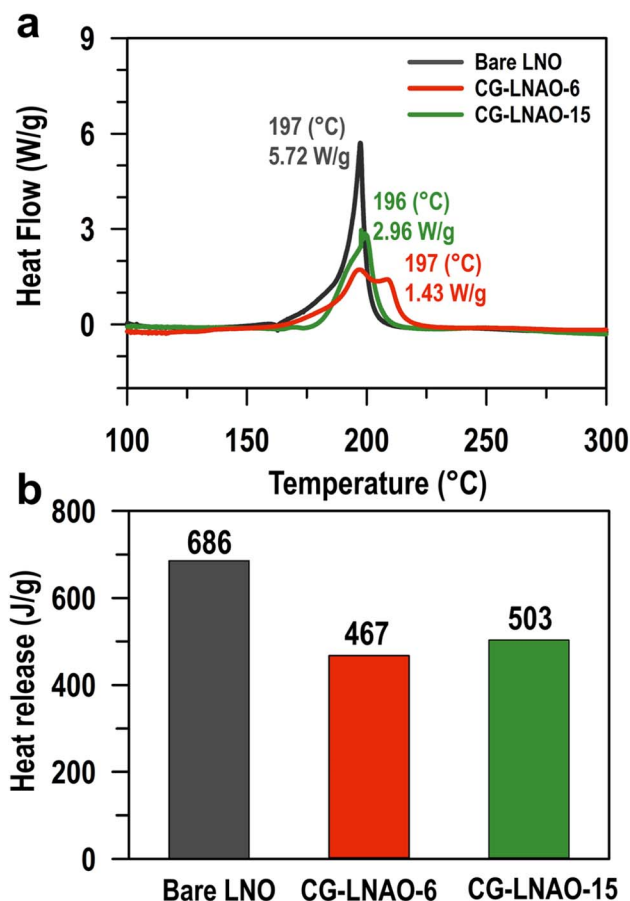 a
9
6
3
0
Heat Flow (W/g)
Bare LNO
CG-LNAO-6
CG-LNAO-15
197 (°C)
5.72 W/g
196 (°C)
2.96 W/g
197 (°C)
1.43 W/g
100 150 200 250 300
Temperature (°C)
b
800
600
400
200
0
Heat release (J/g)
686
467
503
Bare LNO CG-LNAO-6 CG-LNAO-15